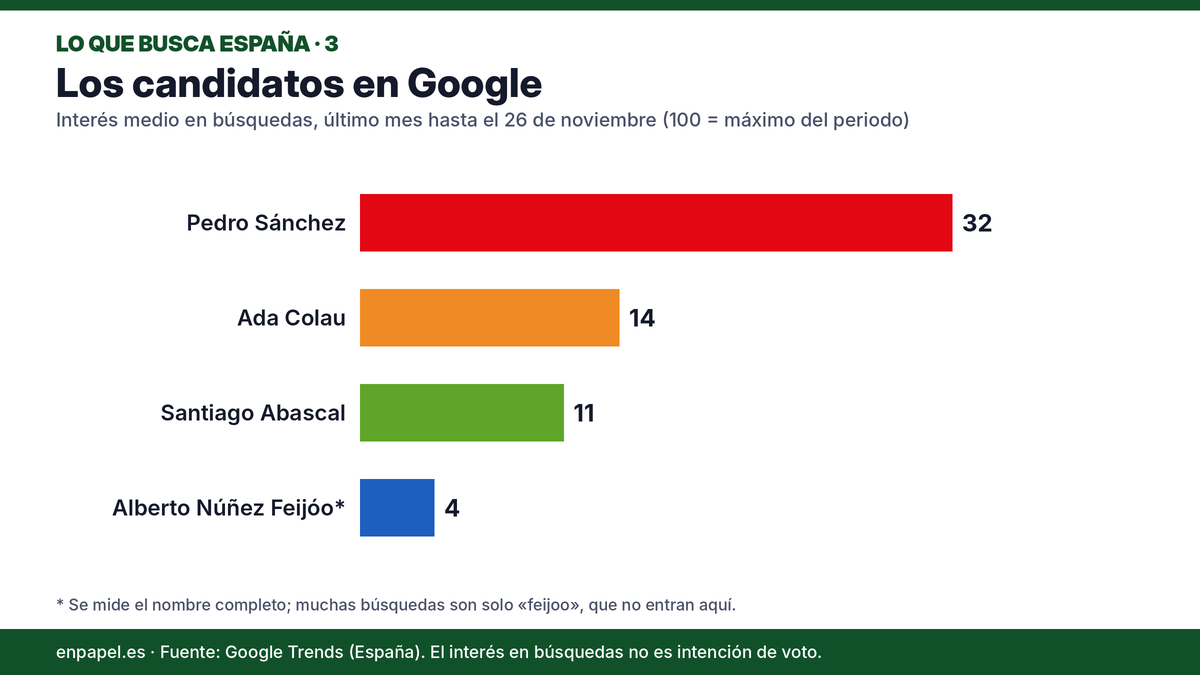 LO QUE BUSCA ESPAÑA · 3
Los candidatos en Google
Interés medio en búsquedas, último mes hasta el 26 de noviembre (100 = máximo del periodo)
Pedro Sánchez 32
Ada Colau 14
Santiago Abascal 11
Alberto Núñez Feijóo* 4
* Se mide el nombre completo; muchas búsquedas son solo «feijoo», que no entran aquí.
enpapel.es · Fuente: Google Trends (España). El interés en búsquedas no es intención de voto.